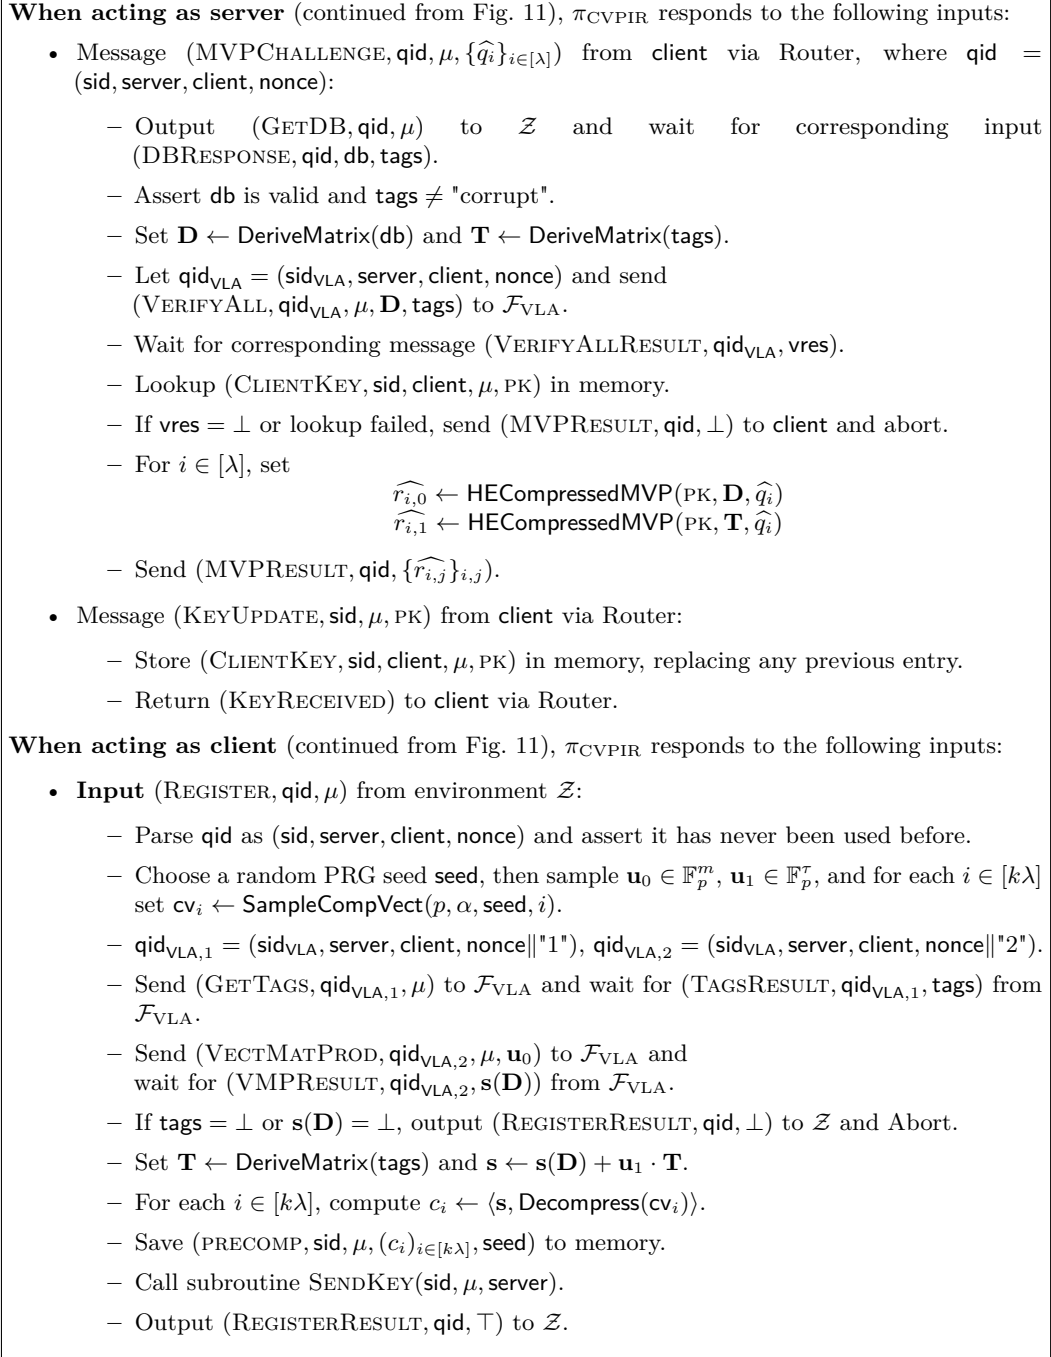 When acting as server (continued from Fig. 11), π_CVPIR responds to the following inputs:
• Message (MVPCHALLENGE, qid, μ, {q̂_i}_{i∈[λ]}) from client via Router, where qid =
(sid, server, client, nonce):
– Output (GETDB, qid, μ) to 𝒵 and wait for corresponding input
(DBRESPONSE, qid, db, tags).
– Assert db is valid and tags ≠ "corrupt".
– Set D ← DeriveMatrix(db) and T ← DeriveMatrix(tags).
– Let qid_VLA = (sid_VLA, server, client, nonce) and send
(VERIFYALL, qid_VLA, μ, D, tags) to ℱ_VLA.
– Wait for corresponding message (VERIFYALLRESULT, qid_VLA, vres).
– Lookup (CLIENTKEY, sid, client, μ, PK) in memory.
– If vres = ⊥ or lookup failed, send (MVPRESULT, qid, ⊥) to client and abort.
– For i ∈ [λ], set
r̂_{i,0} ← HECompressedMVP(PK, D, q̂_i)
r̂_{i,1} ← HECompressedMVP(PK, T, q̂_i)
– Send (MVPRESULT, qid, {r̂_{i,j}}_{i,j}).
• Message (KEYUPDATE, sid, μ, PK) from client via Router:
– Store (CLIENTKEY, sid, client, μ, PK) in memory, replacing any previous entry.
– Return (KEYRECEIVED) to client via Router.
When acting as client (continued from Fig. 11), π_CVPIR responds to the following inputs:
• Input (REGISTER, qid, μ) from environment 𝒵:
– Parse qid as (sid, server, client, nonce) and assert it has never been used before.
– Choose a random PRG seed seed, then sample u_0 ∈ 𝔽_p^m, u_1 ∈ 𝔽_p^τ, and for each i ∈ [kλ]
set cv_i ← SampleCompVect(p, α, seed, i).
– qid_{VLA,1} = (sid_VLA, server, client, nonce∥"1"), qid_{VLA,2} = (sid_VLA, server, client, nonce∥"2").
– Send (GETTAGS, qid_{VLA,1}, μ) to ℱ_VLA and wait for (TAGSRESULT, qid_{VLA,1}, tags) from
ℱ_VLA.
– Send (VECTMATPROD, qid_{VLA,2}, μ, u_0) to ℱ_VLA and
wait for (VMPRESULT, qid_{VLA,2}, s(D)) from ℱ_VLA.
– If tags = ⊥ or s(D) = ⊥, output (REGISTERRESULT, qid, ⊥) to 𝒵 and Abort.
– Set T ← DeriveMatrix(tags) and s ← s(D) + u_1 · T.
– For each i ∈ [kλ], compute c_i ← ⟨s, Decompress(cv_i)⟩.
– Save (PRECOMP, sid, μ, (c_i)_{i∈[kλ]}, seed) to memory.
– Call subroutine SENDKEY(sid, μ, server).
– Output (REGISTERRESULT, qid, ⊤) to 𝒵.